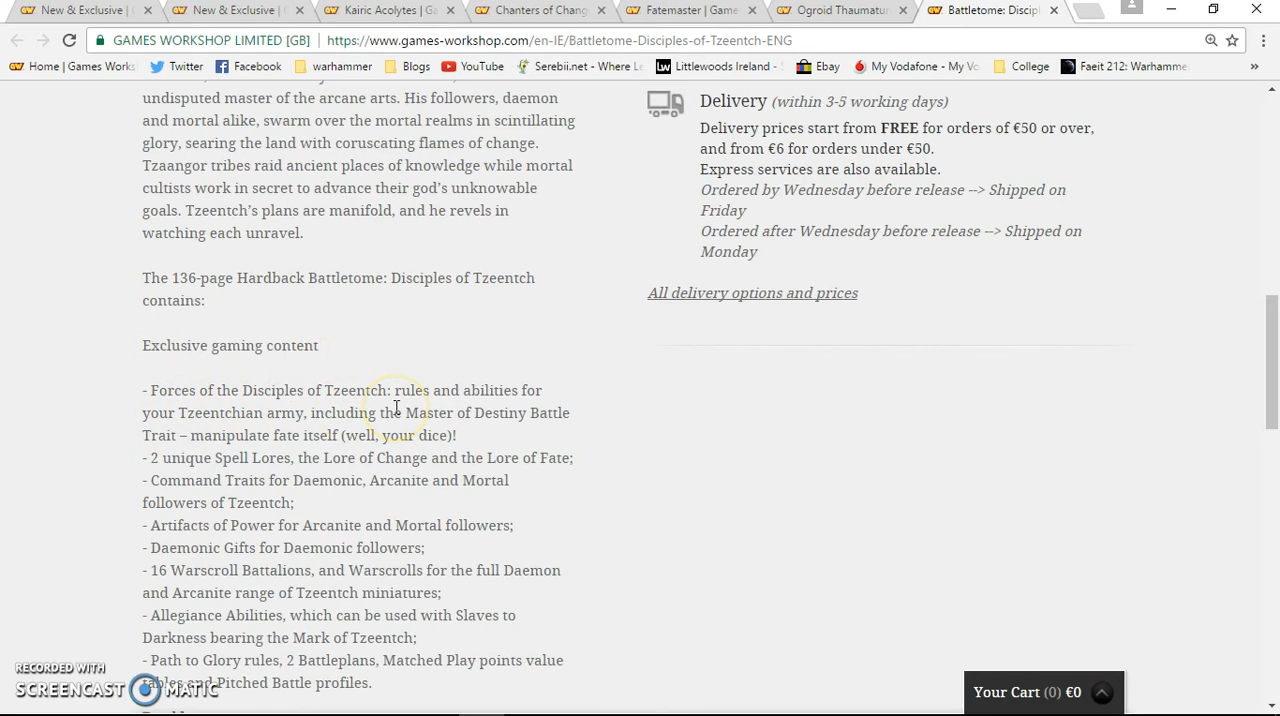 New & Exclusive | G
New & Exclusive | G
Kairic Acolytes | Ga
Chanters of Chang
Fatemaster | Game
Ogroid Thaumatur
Battletome: Discipl
GAMES WORKSHOP LIMITED [GB] | https://www.games-workshop.com/en-IE/Battletome-Disciples-of-Tzeentch-ENG
Home | Games Works
Twitter
Facebook
warhammer
Blogs
YouTube
Serebii.net - Where Le
Littlewoods Ireland -
Ebay
My Vodafone - My Vo
College
Faeit 212: Warhamme
undisputed master of the arcane arts. His followers, daemon
and mortal alike, swarm over the mortal realms in scintillating
glory, searing the land with coruscating flames of change.
Tzaangor tribes raid ancient places of knowledge while mortal
cultists work in secret to advance their god's unknowable
goals. Tzeentch's plans are manifold, and he revels in
watching each unravel.
The 136-page Hardback Battletome: Disciples of Tzeentch
contains:
Exclusive gaming content
- Forces of the Disciples of Tzeentch: rules and abilities for
your Tzeentchian army, including the Master of Destiny Battle
Trait – manipulate fate itself (well, your dice)!
- 2 unique Spell Lores, the Lore of Change and the Lore of Fate;
- Command Traits for Daemonic, Arcanite and Mortal
followers of Tzeentch;
- Artifacts of Power for Arcanite and Mortal followers;
- Daemonic Gifts for Daemonic followers;
- 16 Warscroll Battalions, and Warscrolls for the full Daemon
and Arcanite range of Tzeentch miniatures;
- Allegiance Abilities, which can be used with Slaves to
Darkness bearing the Mark of Tzeentch;
- Path to Glory rules, 2 Battleplans, Matched Play points value
tables and Pitched Battle profiles.
Delivery (within 3-5 working days)
Delivery prices start from FREE for orders of €50 or over,
and from €6 for orders under €50.
Express services are also available.
Ordered by Wednesday before release --> Shipped on
Friday
Ordered after Wednesday before release --> Shipped on
Monday
All delivery options and prices
Your Cart (0) €0
RECORDED WITH
SCREENCAST MATIC